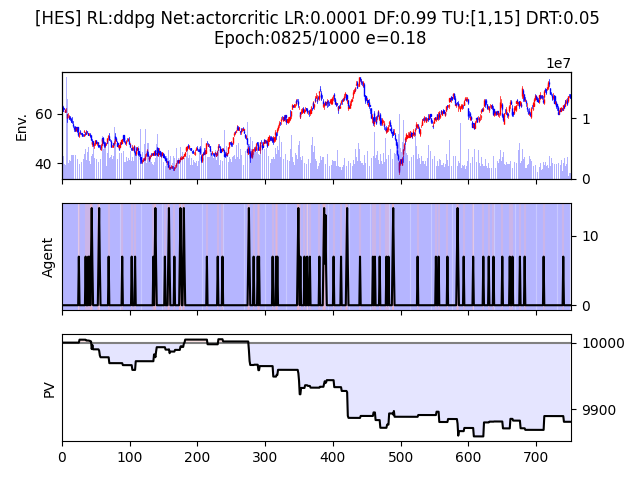 [HES] RL:ddpg Net:actorcritic LR:0.0001 DF:0.99 TU:[1,15] DRT:0.05
Epoch:0825/1000 e=0.18
1e7
Env.
60
40
1
0
Agent
10
0
PV
10000
9900
0 100 200 300 400 500 600 700